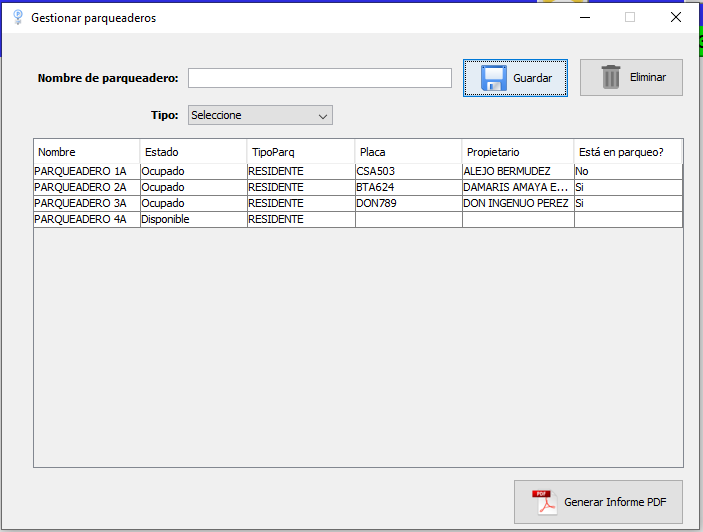 Gestionar parqueaderos
Nombre de parqueadero: Guardar Eliminar
Tipo: Seleccione
Nombre Estado TipoParq Placa Propietario Está en parqueo?
PARQUEADERO 1A Ocupado RESIDENTE CSA503 ALEJO BERMUDEZ No
PARQUEADERO 2A Ocupado RESIDENTE BTA624 DAMARIS AMAYA E... Si
PARQUEADERO 3A Ocupado RESIDENTE DON789 DON INGENUO PEREZ Si
PARQUEADERO 4A Disponible RESIDENTE
PDF Generar Informe PDF